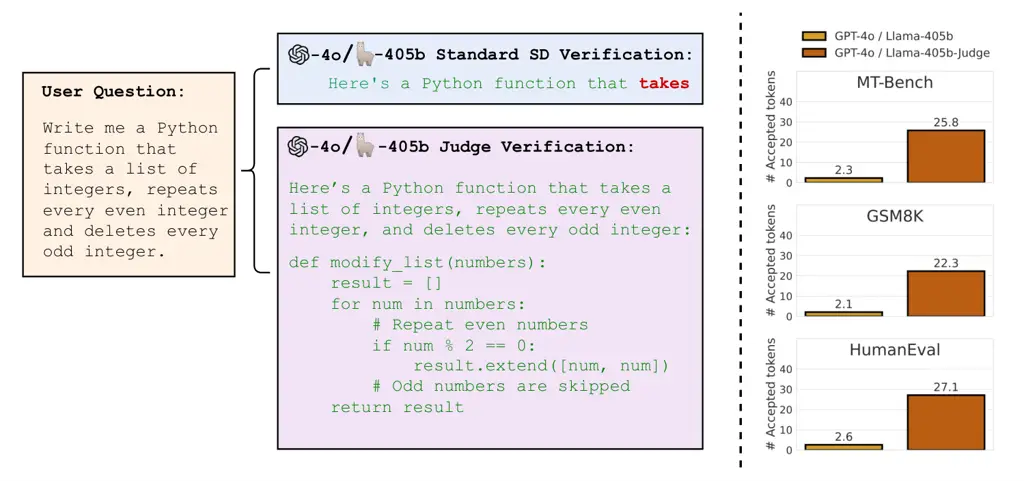 User Question:
Write me a Python
function that
takes a list of
integers, repeats
every even integer
and deletes every
odd integer.
-4o/ -405b Standard SD Verification:
Here's a Python function that takes
-4o/ -405b Judge Verification:
Here’s a Python function that takes a
list of integers, repeats every even
integer, and deletes every odd integer:
def modify_list(numbers):
    result = []
    for num in numbers:
        # Repeat even numbers
        if num % 2 == 0:
            result.extend([num, num])
        # Odd numbers are skipped
    return result
GPT-4o / Llama-405b
GPT-4o / Llama-405b-Judge
MT-Bench
# Accepted tokens
40
30
20
10
0
2.3
25.8
GSM8K
# Accepted tokens
40
30
20
10
0
2.1
22.3
HumanEval
# Accepted tokens
40
30
20
10
0
2.6
27.1